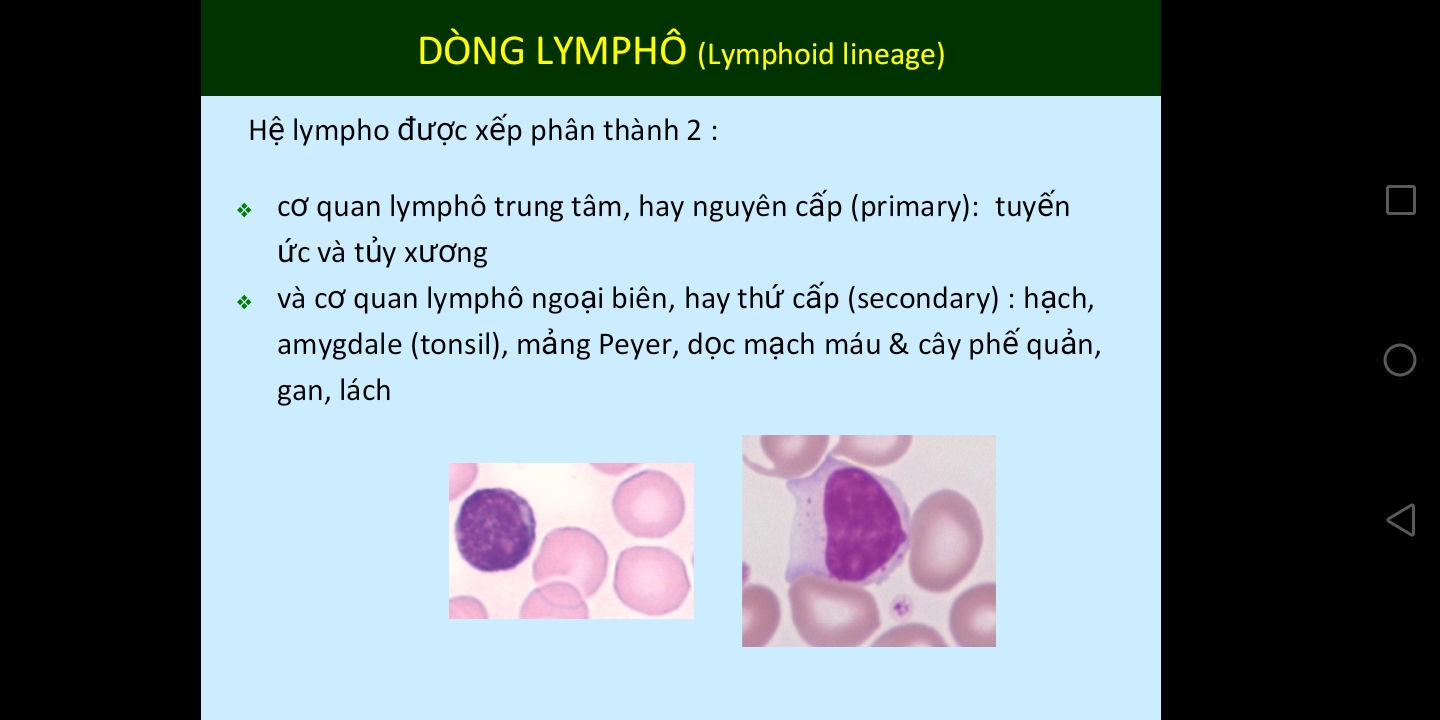 DÒNG LYMPHÔ (Lymphoid lineage)
Hệ lympho được xếp phân thành 2 :
cơ quan lymphô trung tâm, hay nguyên cấp (primary): tuyến
ức và tủy xương
và cơ quan lymphô ngoại biên, hay thứ cấp (secondary) : hạch,
amygdale (tonsil), mảng Peyer, dọc mạch máu & cây phế quản,
gan, lách